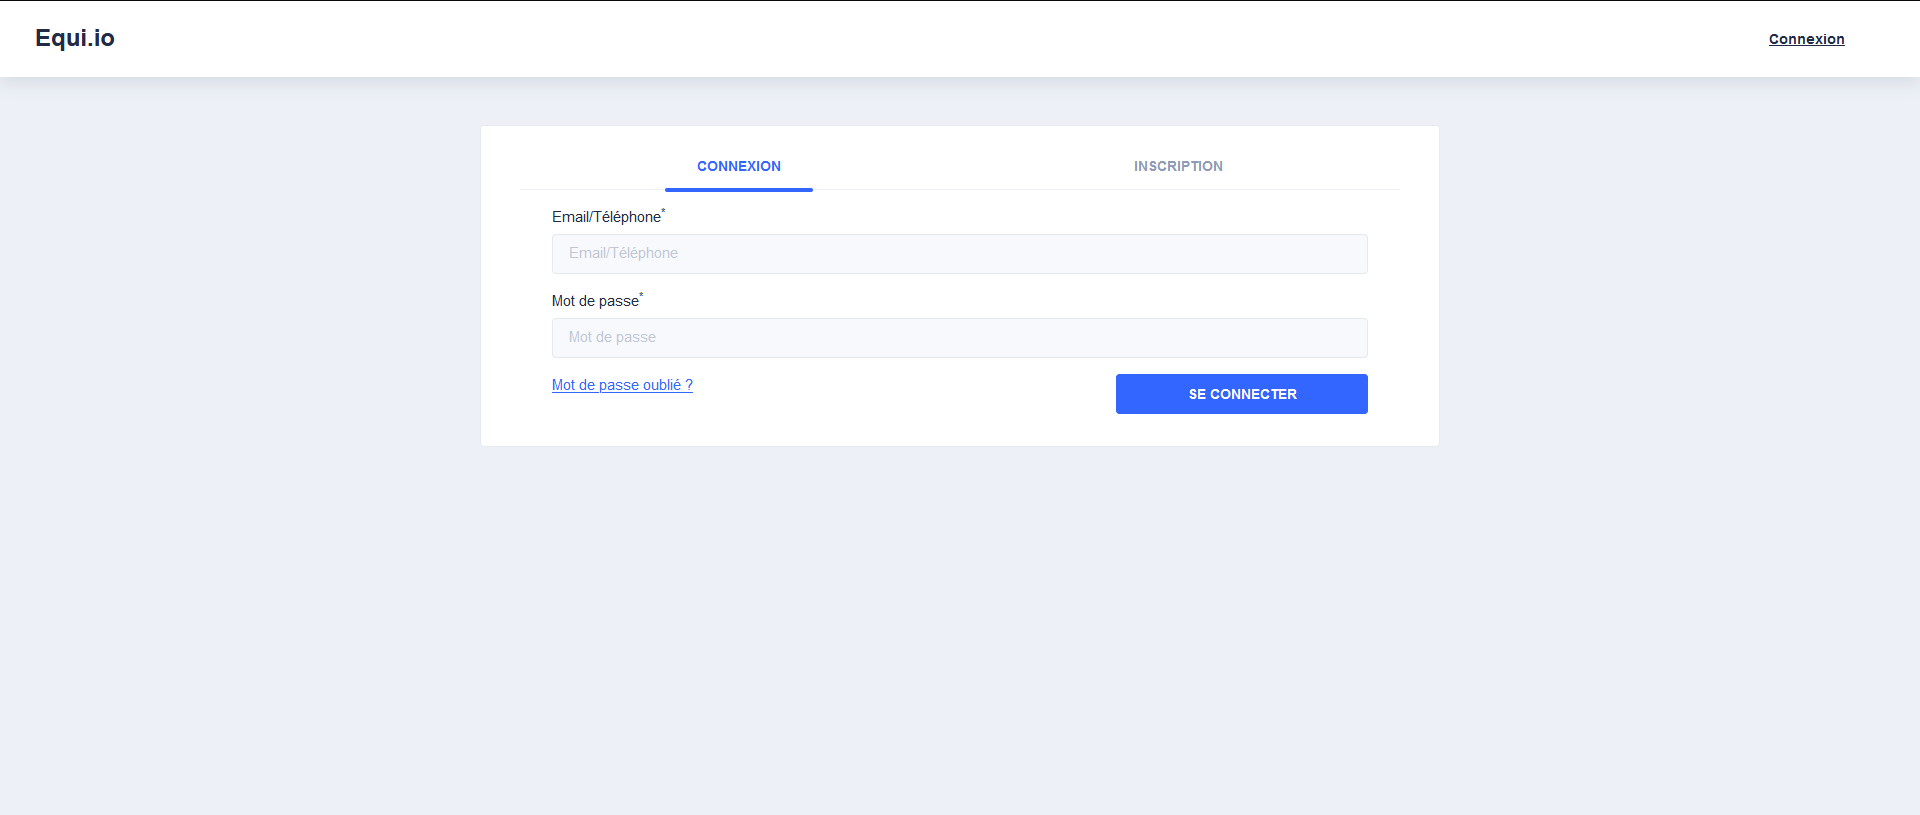 Equi.io
Connexion
CONNEXION
INSCRIPTION
Email/Téléphone*
Email/Téléphone
Mot de passe*
Mot de passe
Mot de passe oublié ?
SE CONNECTER